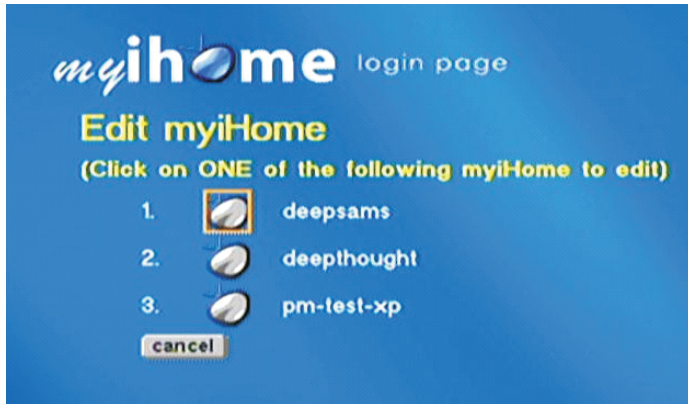 myihome login page
Edit myiHome
(Click on ONE of the following myiHome to edit)
1. deepsams
2. deepthought
3. pm-test-xp
cancel